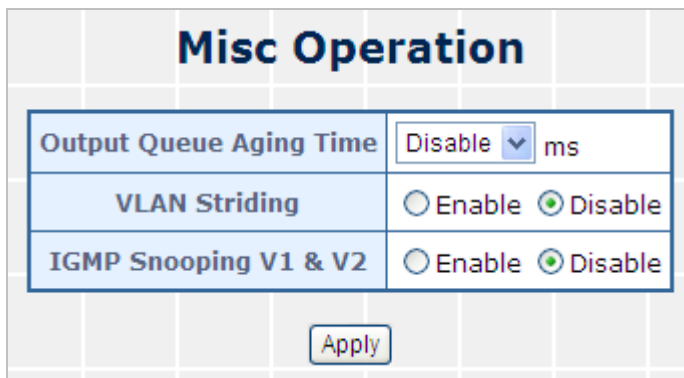 Misc Operation
Output Queue Aging Time Disable ms
VLAN Striding Enable Disable
IGMP Snooping V1 & V2 Enable Disable
Apply